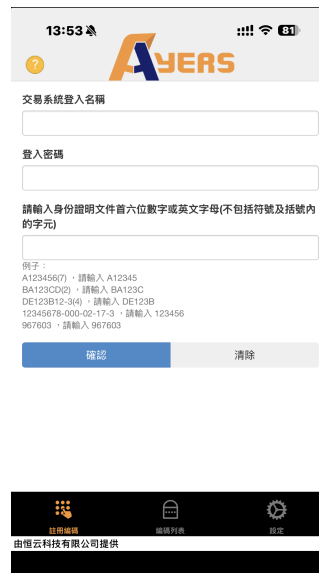 13:53
81
?
AYERS
交易系統登入名稱
登入密碼
請輸入身份證明文件首六位數字或英文字母(不包括符號及括號內
的字元)
例子：
A123456(7) ，請輸入 A12345
BA123CD(2) ，請輸入 BA123C
DE123B12-3(4) ，請輸入 DE123B
12345678-000-02-17-3 ，請輸入 123456
967603 ，請輸入 967603
確認 清除
註冊編碼 編碼列表 設定
由恒云科技有限公司提供